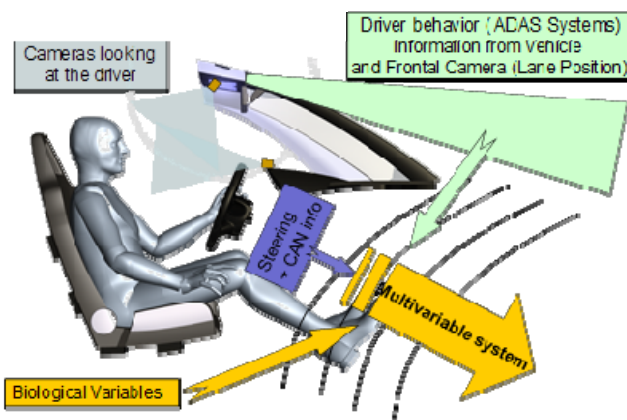 Driver behavior (ADAS Systems)
Information from Vehicle
and Frontal Camera (Lane Position)
Cameras looking
at the driver
Steering
+ CAN info
Multivariable system
Biological Variables